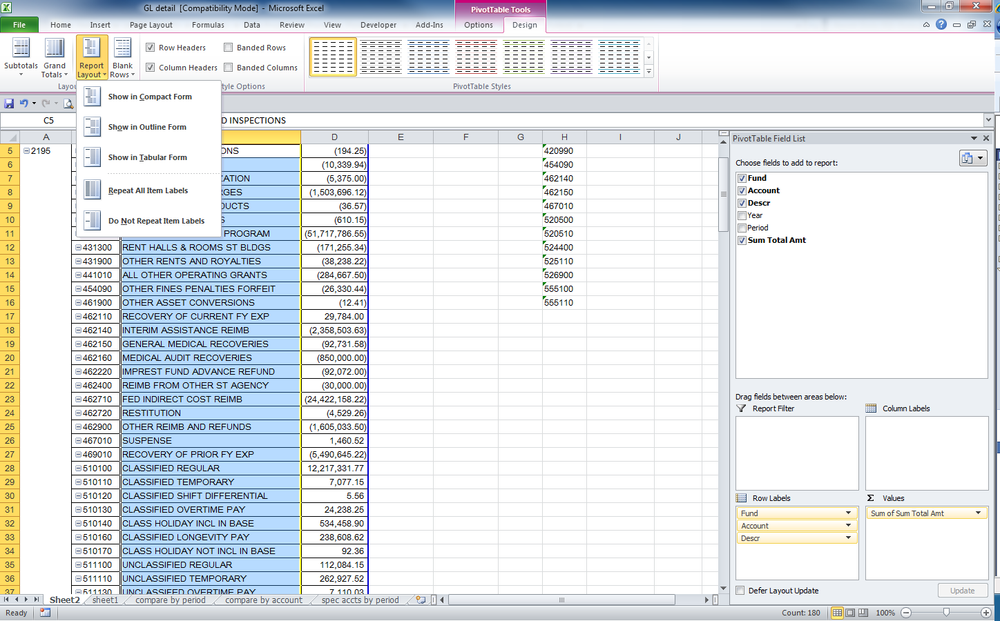 GL detail  [Compatibility Mode]  -  Microsoft Excel
PivotTable Tools
File Home Insert Page Layout Formulas Data Review View Developer Add-Ins Options Design
Subtotals
Grand Totals
Report Layout
Blank Rows
Row Headers
Banded Rows
Column Headers
Banded Columns
Layou
tyle Options
PivotTable Styles
Show in Compact Form
Show in Outline Form
Show in Tabular Form
Repeat All Item Labels
Do Not Repeat Item Labels
C5
D INSPECTIONS
A D E F G H I J
5 2195 ONS (194.25) 420990
6 (10,339.94) 454090
7 ZATION (5,375.00) 462140
8 RGES (1,503,696.12) 462150
9 DUCTS (36.57) 467010
10 S (610.15) 520500
11 PROGRAM (51,717,786.55) 520510
12 431300 RENT HALLS & ROOMS ST BLDGS (171,255.34) 524400
13 431900 OTHER RENTS AND ROYALTIES (38,238.22) 525110
14 441010 ALL OTHER OPERATING GRANTS (284,667.50) 526900
15 454090 OTHER FINES PENALTIES FORFEIT (26,330.44) 555100
16 461900 OTHER ASSET CONVERSIONS (12.41) 555110
17 462110 RECOVERY OF CURRENT FY EXP 29,784.00
18 462140 INTERIM ASSISTANCE REIMB (2,358,503.63)
19 462150 GENERAL MEDICAL RECOVERIES (92,731.58)
20 462160 MEDICAL AUDIT RECOVERIES (850,000.00)
21 462220 IMPREST FUND ADVANCE REFUND (92,072.00)
22 462400 REIMB FROM OTHER ST AGENCY (30,000.00)
23 462710 FED INDIRECT COST REIMB (24,422,158.22)
24 462720 RESTITUTION (4,529.26)
25 462900 OTHER REIMB AND REFUNDS (1,605,033.50)
26 467010 SUSPENSE 1,460.52
27 469010 RECOVERY OF PRIOR FY EXP (5,490,645.22)
28 510100 CLASSIFIED REGULAR 12,217,331.77
29 510110 CLASSIFIED TEMPORARY 7,077.15
30 510120 CLASSIFIED SHIFT DIFFERENTIAL 5.56
31 510130 CLASSIFIED OVERTIME PAY 24,238.25
32 510140 CLASS HOLIDAY INCL IN BASE 534,458.90
33 510160 CLASSIFIED LONGEVITY PAY 238,608.62
34 510170 CLASS HOLIDAY NOT INCL IN BASE 92.36
35 511100 UNCLASSIFIED REGULAR 112,084.15
36 511110 UNCLASSIFIED TEMPORARY 262,927.52
37 511130 UNCLASSIFIED OVERTIME PAY 7,110.03
PivotTable Field List
Choose fields to add to report:
Fund
Account
Descr
Year
Period
Sum Total Amt
Drag fields between areas below:
Report Filter
Column Labels
Row Labels
Σ Values
Fund
Account
Descr
Sum of Sum Total Amt
Defer Layout Update
Update
Sheet2 sheet1 compare by period compare by account spec accts by period
Ready
Count: 180
100%